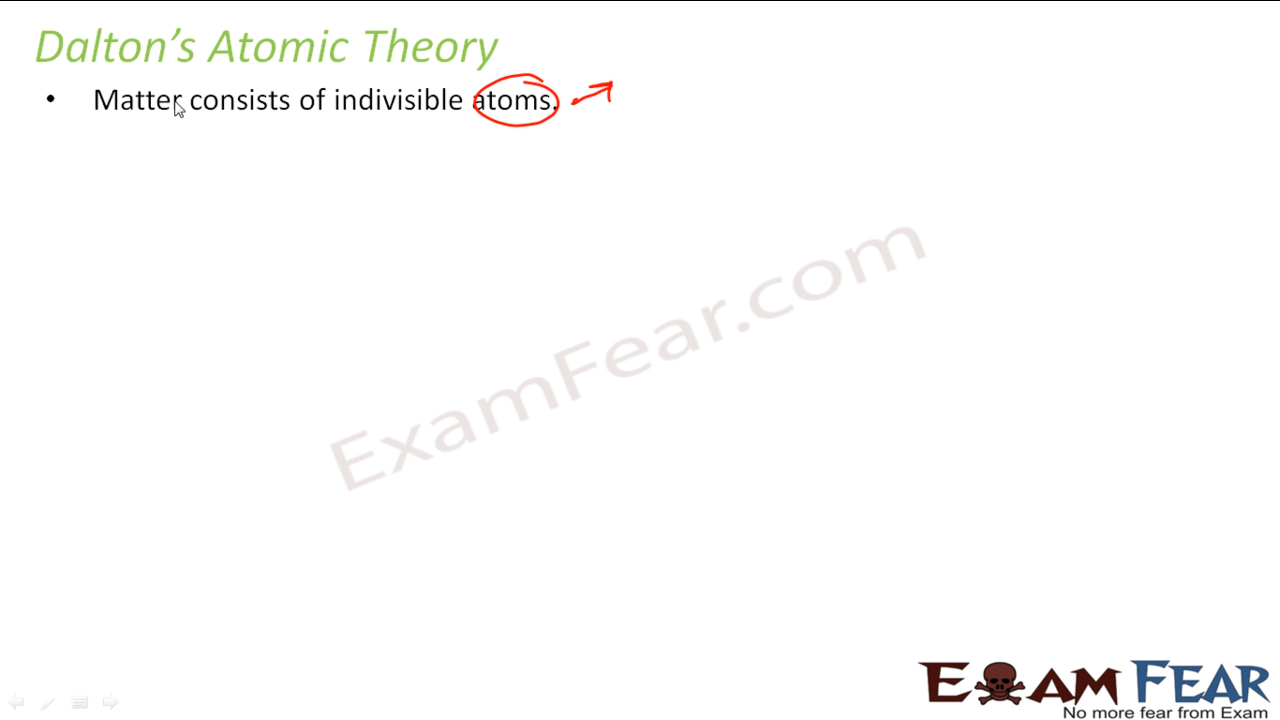 Dalton's Atomic Theory
• Matter consists of indivisible atoms.
ExamFear.com
EXAM FEAR
No more fear from Exam